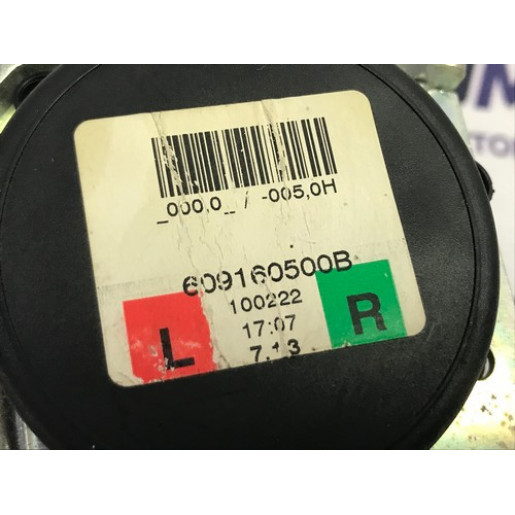 _000,0_ / -005,0H
609160500B
100222
L 17:07 R
7,13